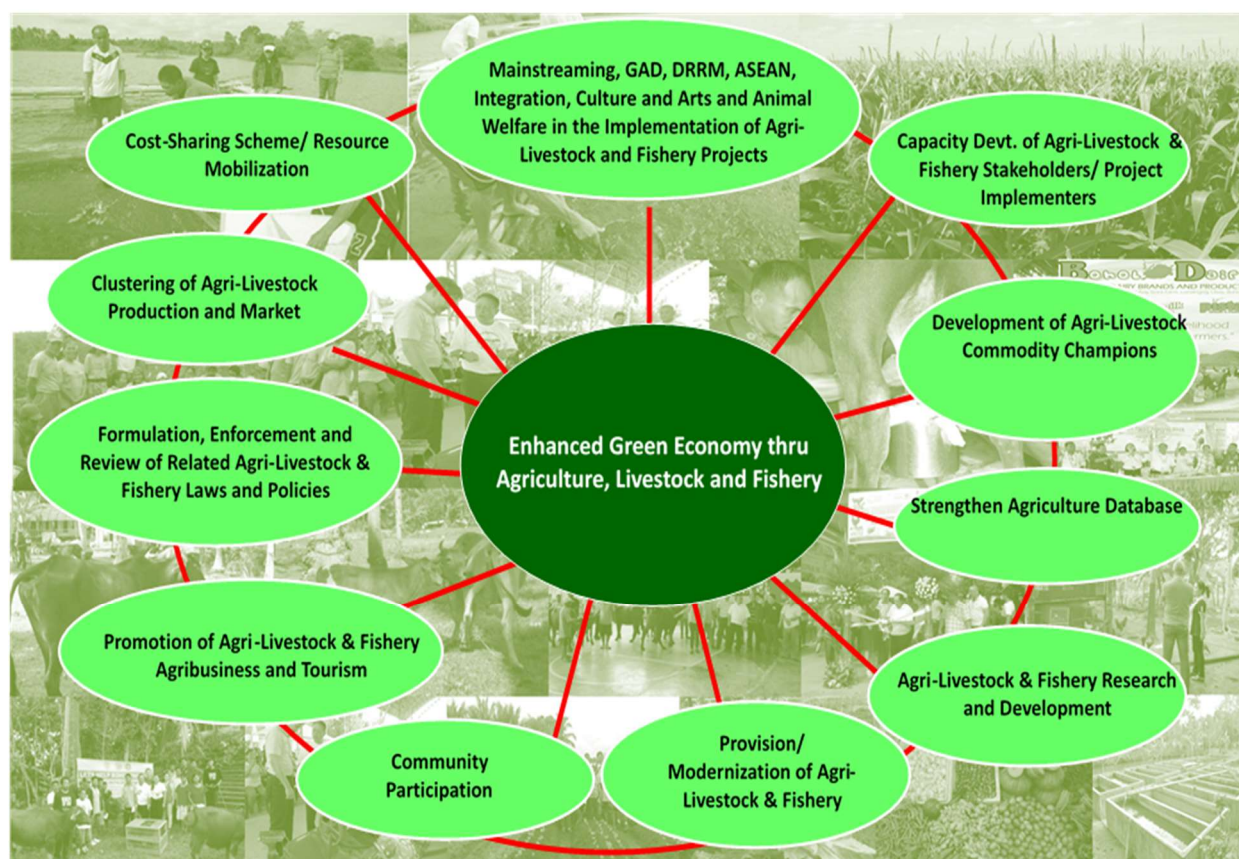 Mainstreaming, GAD, DRRM, ASEAN,
Integration, Culture and Arts and Animal
Welfare in the Implementation of Agri-
Livestock and Fishery Projects
Cost-Sharing Scheme/ Resource
Mobilization
Capacity Devt. of Agri-Livestock &
Fishery Stakeholders/ Project
Implementers
Clustering of Agri-Livestock
Production and Market
Development of Agri-Livestock
Commodity Champions
Formulation, Enforcement and
Review of Related Agri-Livestock &
Fishery Laws and Policies
Enhanced Green Economy thru
Agriculture, Livestock and Fishery
Strengthen Agriculture Database
Promotion of Agri-Livestock & Fishery
Agribusiness and Tourism
Agri-Livestock & Fishery Research
and Development
Community
Participation
Provision/
Modernization of Agri-
Livestock & Fishery